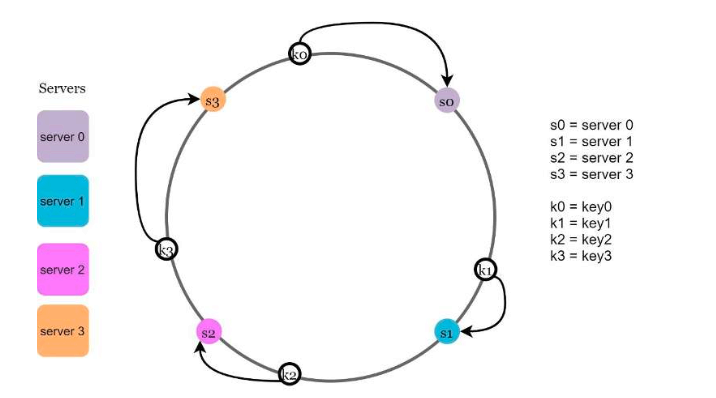 Servers
server 0
server 1
server 2
server 3
k0
s0
k1
s1
k2
s2
k3
s3
s0 = server 0
s1 = server 1
s2 = server 2
s3 = server 3
k0 = key0
k1 = key1
k2 = key2
k3 = key3